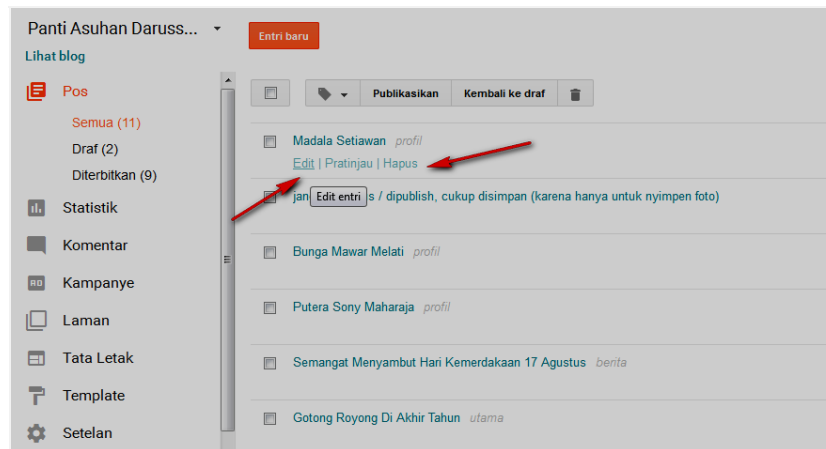 Panti Asuhan Daruss...
Lihat blog
Entri baru
Pos
Semua (11)
Draf (2)
Diterbitkan (9)
Statistik
Komentar
Kampanye
Laman
Tata Letak
Template
Setelan
Publikasikan
Kembali ke draf
Madala Setiawan profil
Edit | Pratinjau | Hapus
jan Edit entri s / dipublish, cukup disimpan (karena hanya untuk nyimpen foto)
Bunga Mawar Melati profil
Putera Sony Maharaja profil
Semangat Menyambut Hari Kemerdakaan 17 Agustus berita
Gotong Royong Di Akhir Tahun utama